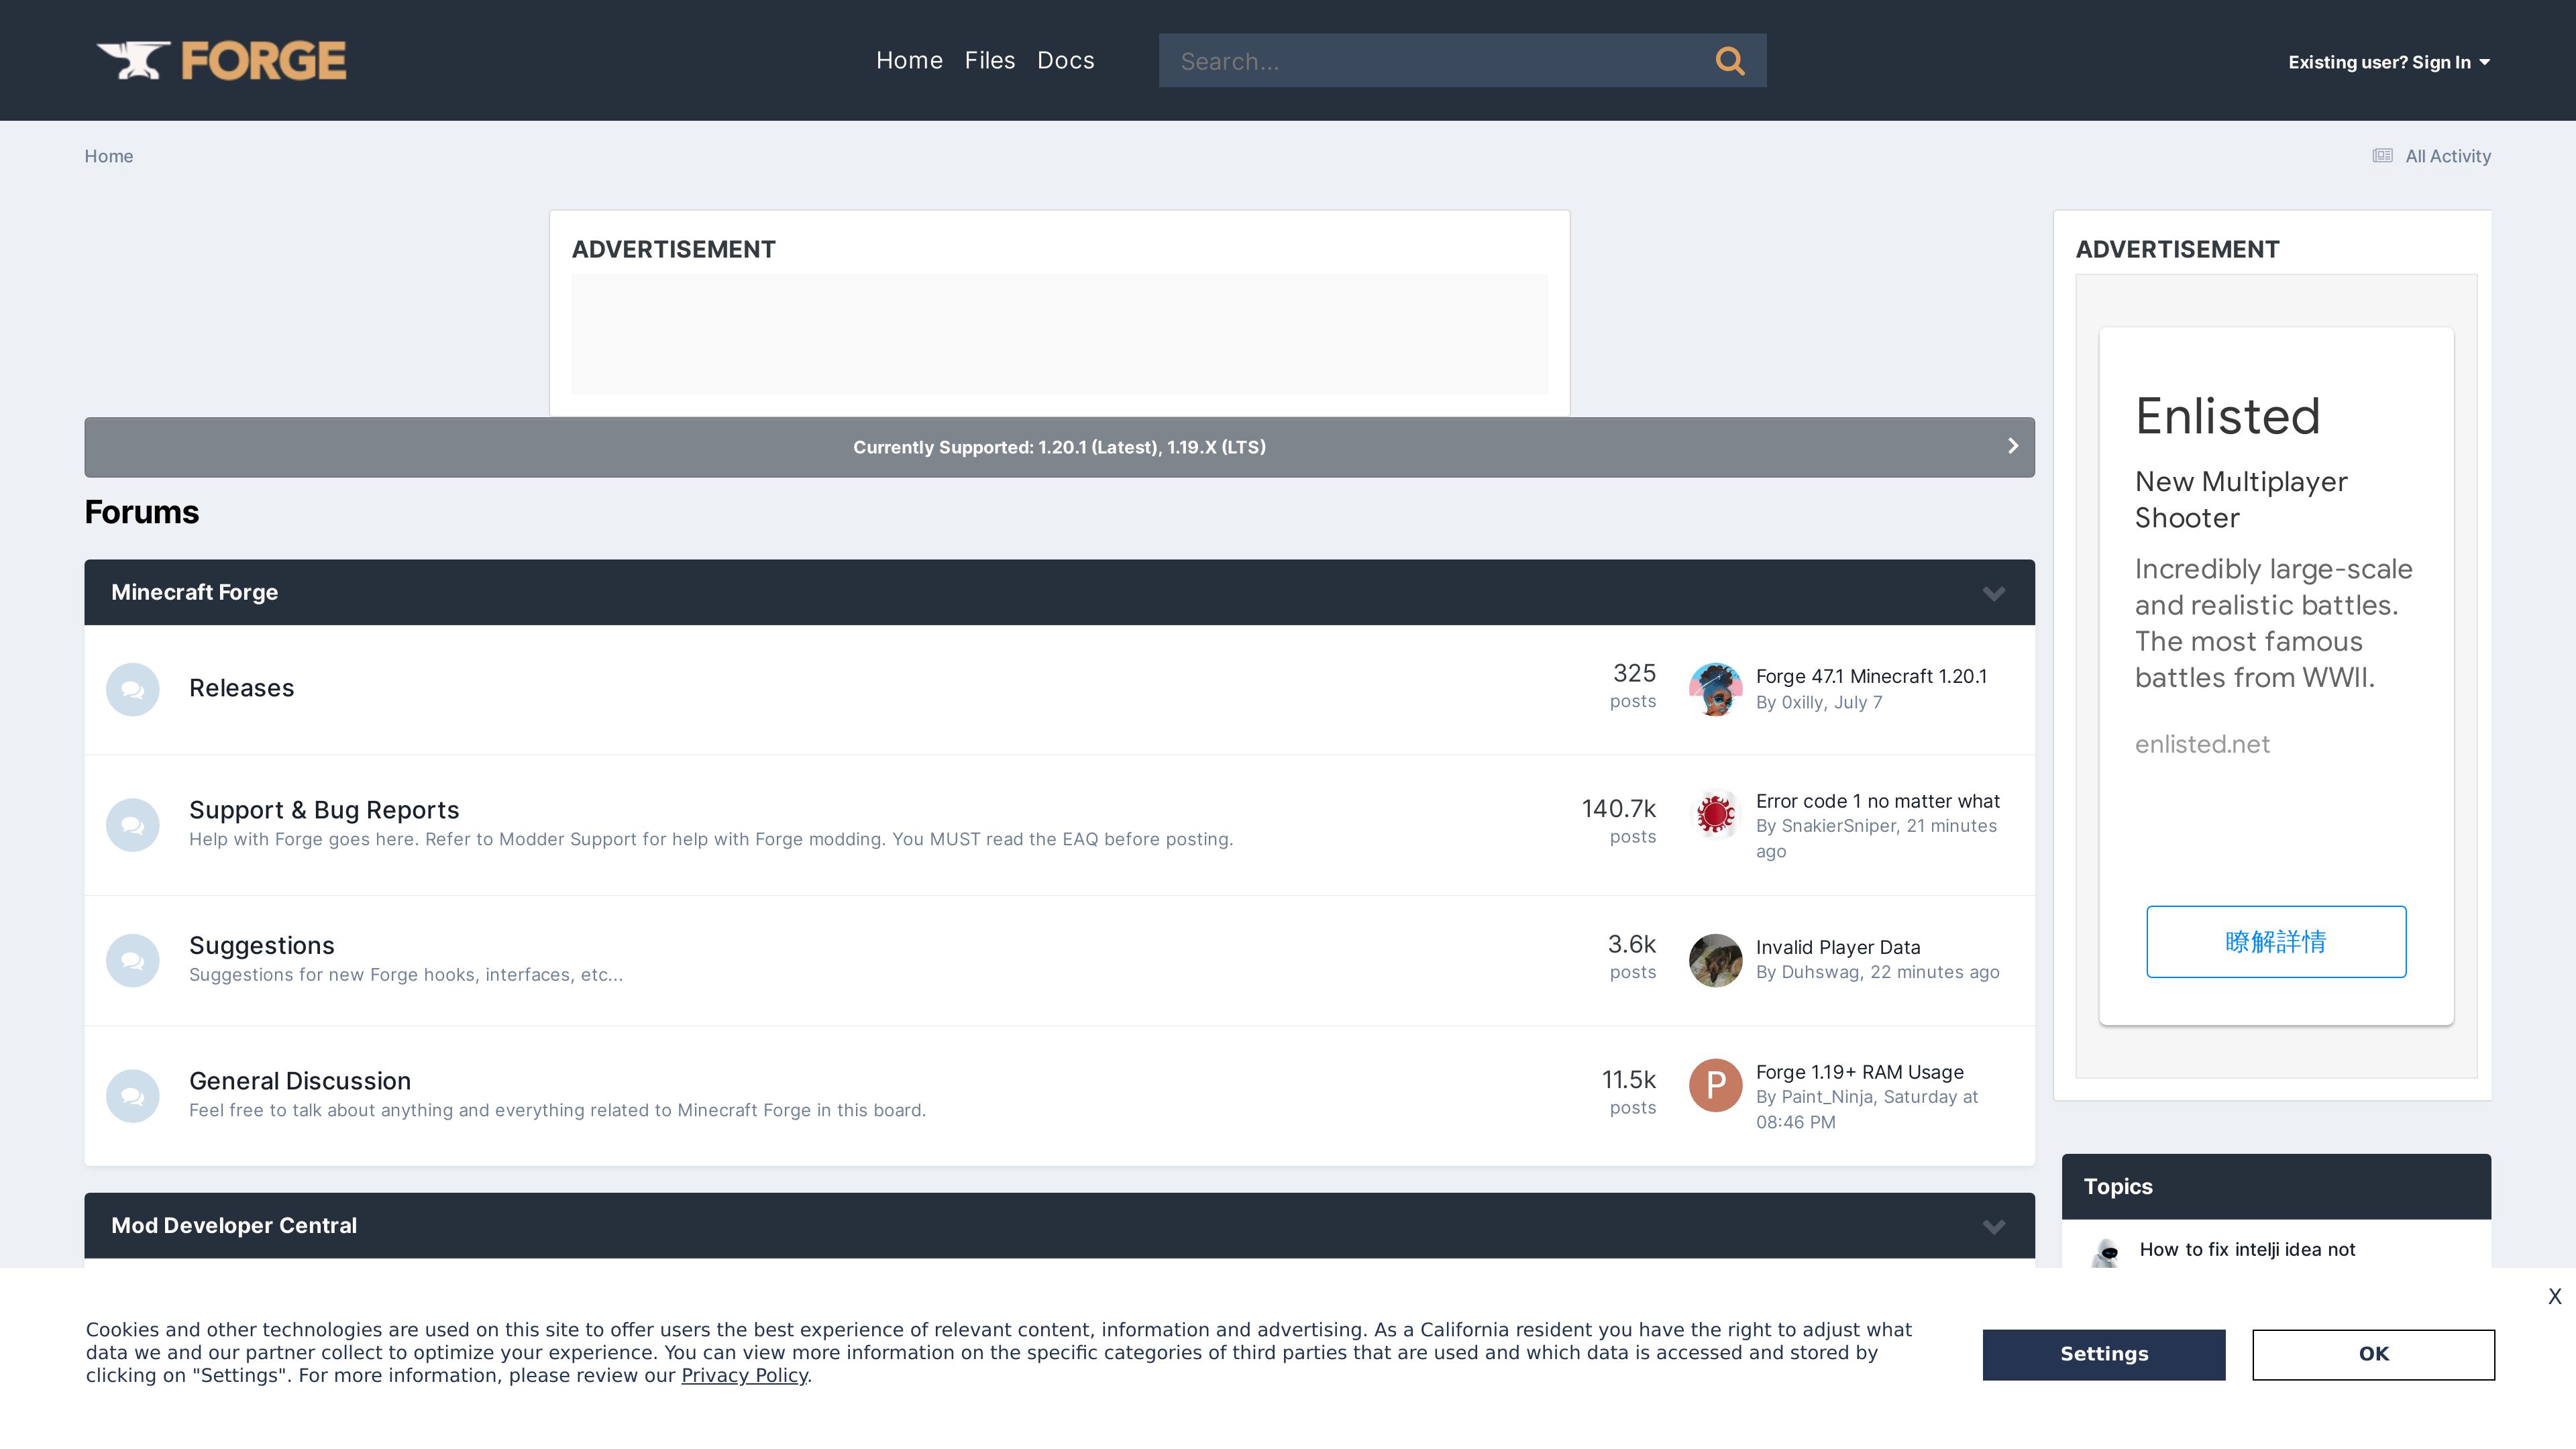 FORGE
Home Files Docs
Search...
Existing user? Sign In
Home
All Activity
ADVERTISEMENT
Currently Supported: 1.20.1 (Latest), 1.19.X (LTS)
Forums
Minecraft Forge
Releases
325
posts
Forge 47.1 Minecraft 1.20.1
By 0xilly, July 7
Support & Bug Reports
Help with Forge goes here. Refer to Modder Support for help with Forge modding. You MUST read the EAQ before posting.
140.7k
posts
Error code 1 no matter what
By SnakierSniper, 21 minutes
ago
Suggestions
Suggestions for new Forge hooks, interfaces, etc...
3.6k
posts
Invalid Player Data
By Duhswag, 22 minutes ago
General Discussion
Feel free to talk about anything and everything related to Minecraft Forge in this board.
11.5k
posts
P
Forge 1.19+ RAM Usage
By Paint_Ninja, Saturday at
08:46 PM
Mod Developer Central
ADVERTISEMENT
Enlisted
New Multiplayer
Shooter
Incredibly large-scale
and realistic battles.
The most famous
battles from WWII.
enlisted.net
瞭解詳情
Topics
How to fix intelji idea not
X
Cookies and other technologies are used on this site to offer users the best experience of relevant content, information and advertising. As a California resident you have the right to adjust what
data we and our partner collect to optimize your experience. You can view more information on the specific categories of third parties that are used and which data is accessed and stored by
clicking on "Settings". For more information, please review our Privacy Policy.
Settings
OK